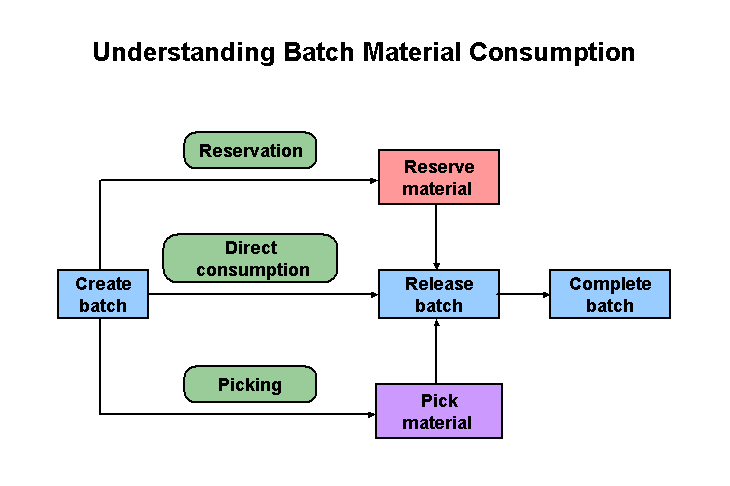 Understanding Batch Material Consumption
Reservation
Reserve
material
Direct
consumption
Create
batch
Release
batch
Complete
batch
Picking
Pick
material